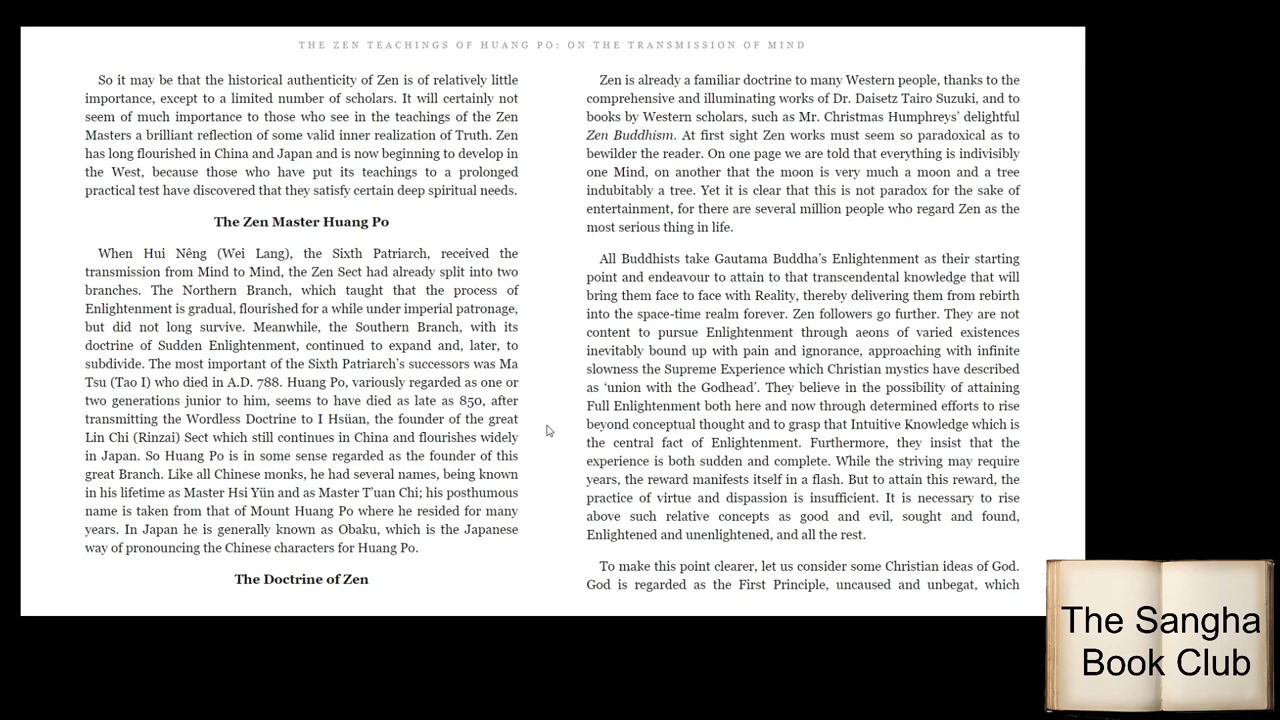 THE ZEN TEACHINGS OF HUANG PO: ON THE TRANSMISSION OF MIND
So it may be that the historical authenticity of Zen is of relatively little
importance, except to a limited number of scholars. It will certainly not
seem of much importance to those who see in the teachings of the Zen
Masters a brilliant reflection of some valid inner realization of Truth. Zen
has long flourished in China and Japan and is now beginning to develop in
the West, because those who have put its teachings to a prolonged
practical test have discovered that they satisfy certain deep spiritual needs.
The Zen Master Huang Po
When Hui Nêng (Wei Lang), the Sixth Patriarch, received the
transmission from Mind to Mind, the Zen Sect had already split into two
branches. The Northern Branch, which taught that the process of
Enlightenment is gradual, flourished for a while under imperial patronage,
but did not long survive. Meanwhile, the Southern Branch, with its
doctrine of Sudden Enlightenment, continued to expand and, later, to
subdivide. The most important of the Sixth Patriarch's successors was Ma
Tsu (Tao I) who died in A.D. 788. Huang Po, variously regarded as one or
two generations junior to him, seems to have died as late as 850, after
transmitting the Wordless Doctrine to I Hsüan, the founder of the great
Lin Chi (Rinzai) Sect which still continues in China and flourishes widely
in Japan. So Huang Po is in some sense regarded as the founder of this
great Branch. Like all Chinese monks, he had several names, being known
in his lifetime as Master Hsi Yün and as Master T'uan Chi; his posthumous
name is taken from that of Mount Huang Po where he resided for many
years. In Japan he is generally known as Obaku, which is the Japanese
way of pronouncing the Chinese characters for Huang Po.
The Doctrine of Zen
Zen is already a familiar doctrine to many Western people, thanks to the
comprehensive and illuminating works of Dr. Daisetz Tairo Suzuki, and to
books by Western scholars, such as Mr. Christmas Humphreys' delightful
Zen Buddhism. At first sight Zen works must seem so paradoxical as to
bewilder the reader. On one page we are told that everything is indivisibly
one Mind, on another that the moon is very much a moon and a tree
indubitably a tree. Yet it is clear that this is not paradox for the sake of
entertainment, for there are several million people who regard Zen as the
most serious thing in life.
All Buddhists take Gautama Buddha's Enlightenment as their starting
point and endeavour to attain to that transcendental knowledge that will
bring them face to face with Reality, thereby delivering them from rebirth
into the space-time realm forever. Zen followers go further. They are not
content to pursue Enlightenment through aeons of varied existences
inevitably bound up with pain and ignorance, approaching with infinite
slowness the Supreme Experience which Christian mystics have described
as 'union with the Godhead'. They believe in the possibility of attaining
Full Enlightenment both here and now through determined efforts to rise
beyond conceptual thought and to grasp that Intuitive Knowledge which is
the central fact of Enlightenment. Furthermore, they insist that the
experience is both sudden and complete. While the striving may require
years, the reward manifests itself in a flash. But to attain this reward, the
practice of virtue and dispassion is insufficient. It is necessary to rise
above such relative concepts as good and evil, sought and found,
Enlightened and unenlightened, and all the rest.
To make this point clearer, let us consider some Christian ideas of God.
God is regarded as the First Principle, uncaused and unbegat, which
The Sangha
Book Club